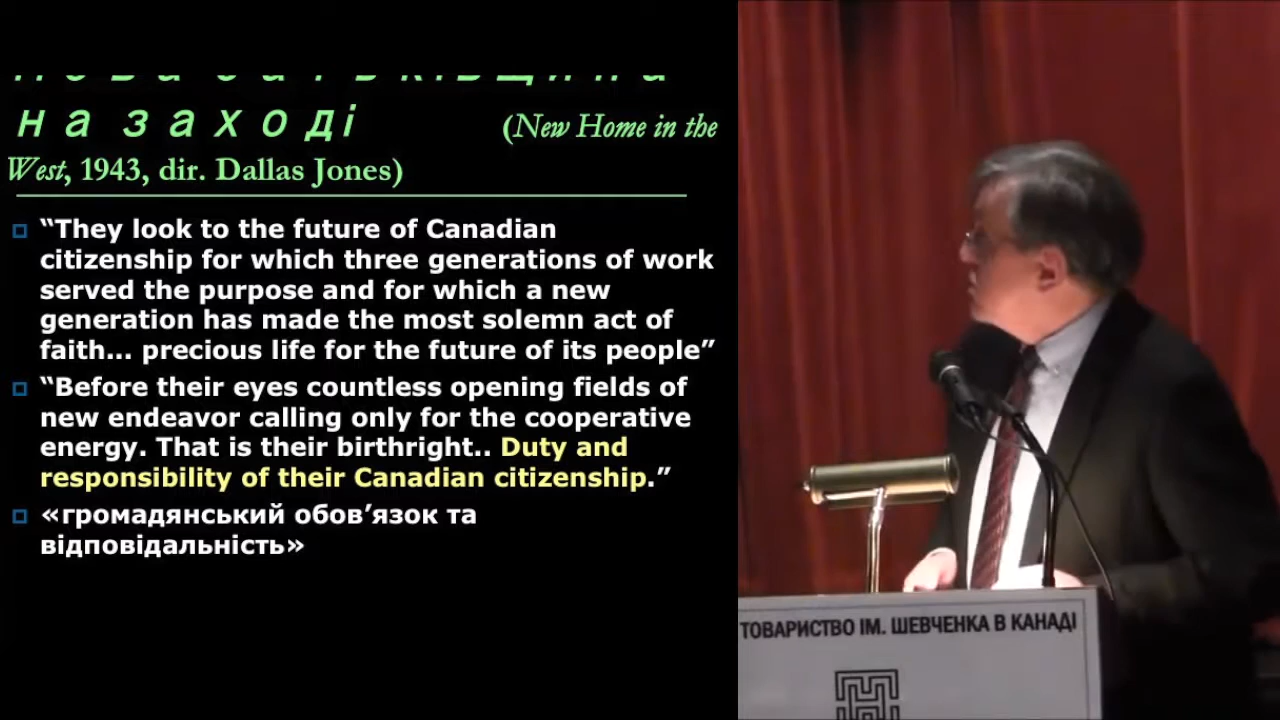 н а з а х о ді (New Home in the
West, 1943, dir. Dallas Jones)
“They look to the future of Canadian
citizenship for which three generations of work
served the purpose and for which a new
generation has made the most solemn act of
faith... precious life for the future of its people”
“Before their eyes countless opening fields of
new endeavor calling only for the cooperative
energy. That is their birthright.. Duty and
responsibility of their Canadian citizenship.”
«громадянський обов’язок та
відповідальність»
ТОВАРИСТВО ІМ. ШЕВЧЕНКА В КАНАДІ